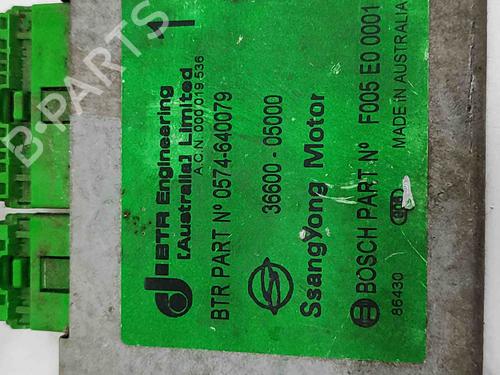 BTR Engineering
[Australia] Limited
A.C.N. 000 019 536
BTR PART Nº 0574-640079
36600 - 05000
SsangYong Motor
BOSCH PART Nº F005 E0 0001
86430
MADE IN AUSTRALIA
B-PARTS